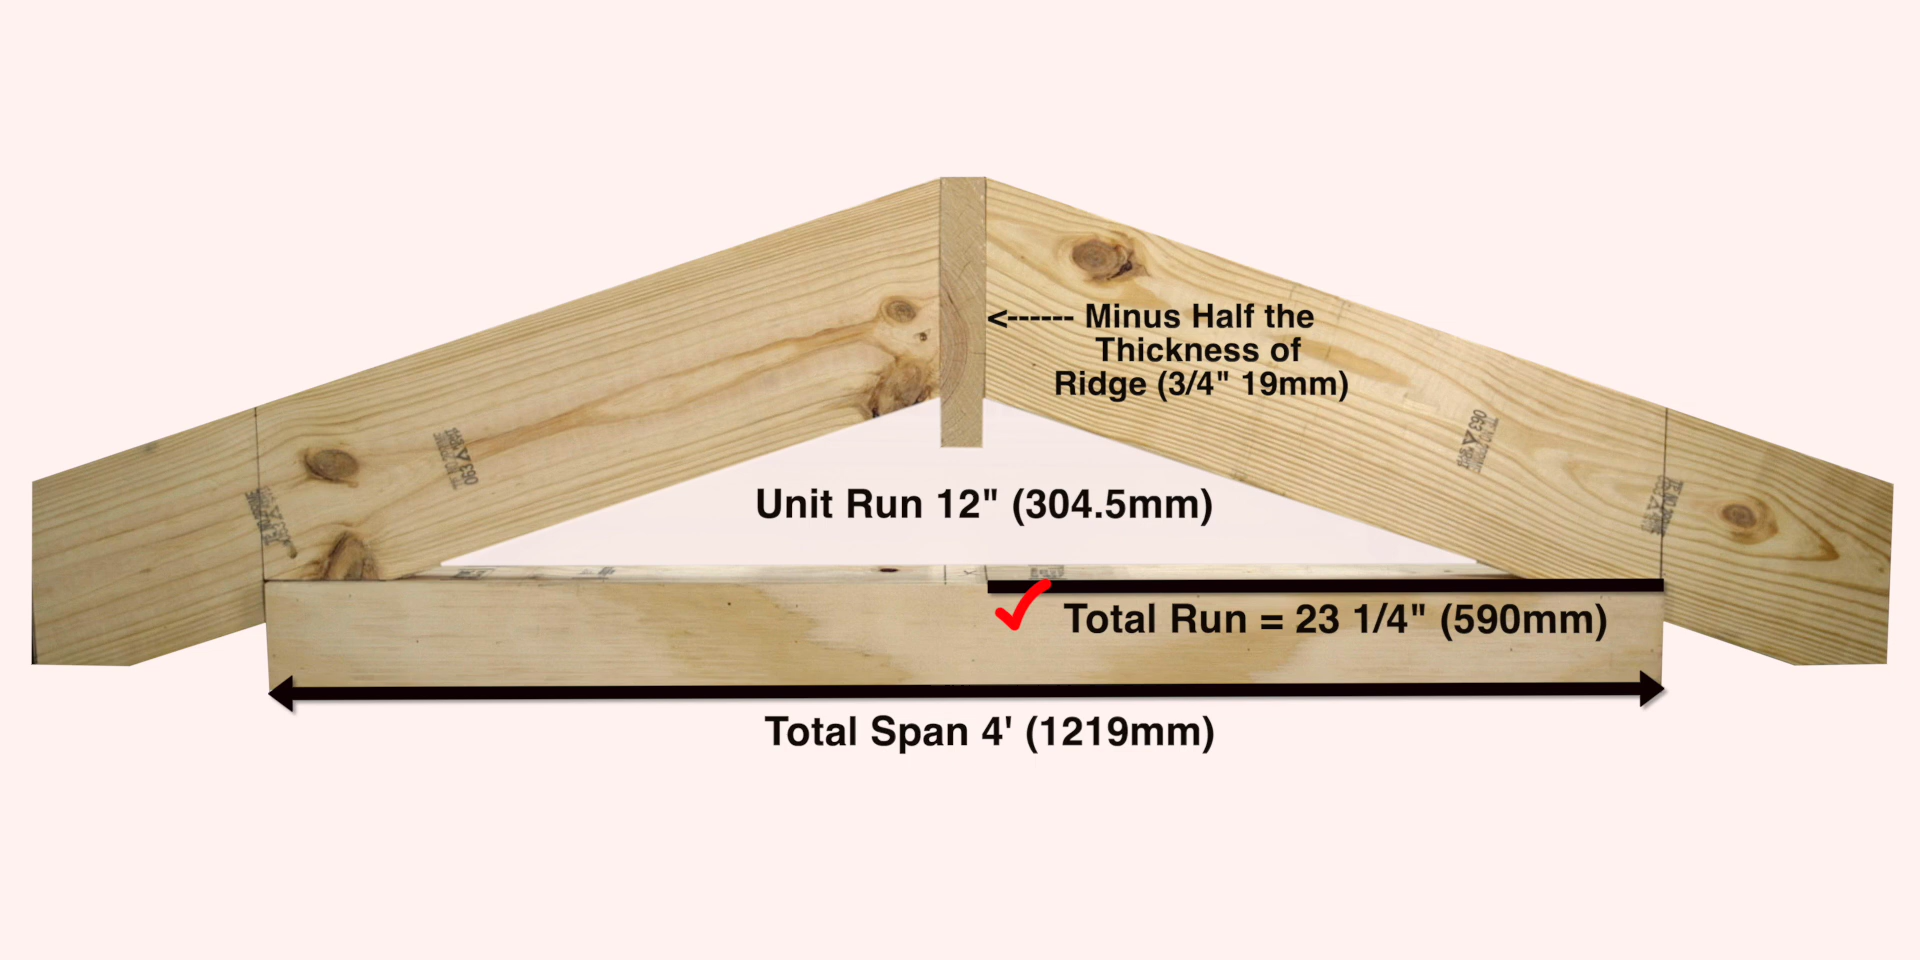 <------ Minus Half the
Thickness of
Ridge (3/4" 19mm)
Unit Run 12" (304.5mm)
Total Run = 23 1/4" (590mm)
Total Span 4' (1219mm)